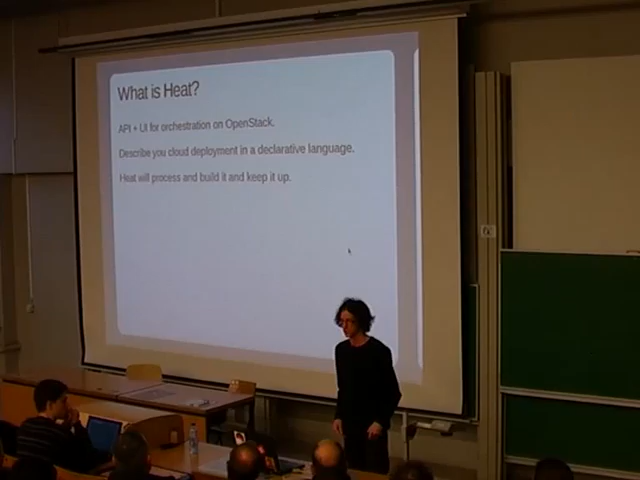 What is Heat?
API + UI for orchestration on OpenStack.
Describe you cloud deployment in a declarative language.
Heat will process and build it and keep it up.